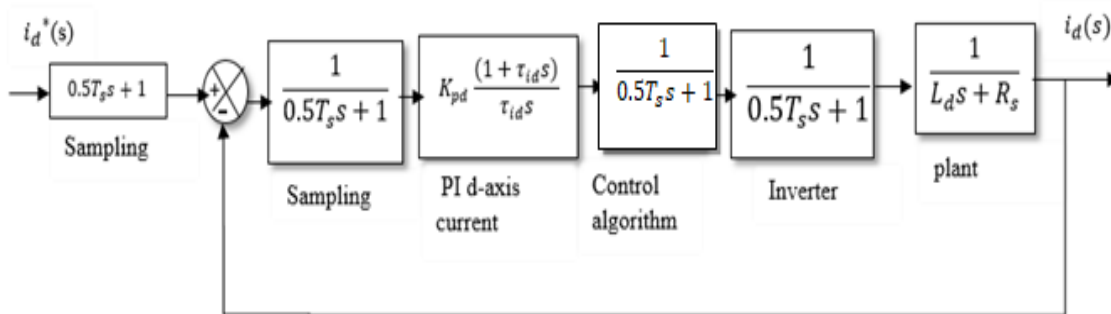 i_d*(s)
i_d(s)
0.5T_s s + 1
+
-
1
0.5T_s s + 1
K_pd (1 + τ_id s)
τ_id s
1
0.5T_s s + 1
1
0.5T_s s + 1
1
L_d s + R_s
Sampling
Sampling
PI d-axis
current
Control
algorithm
Inverter
plant